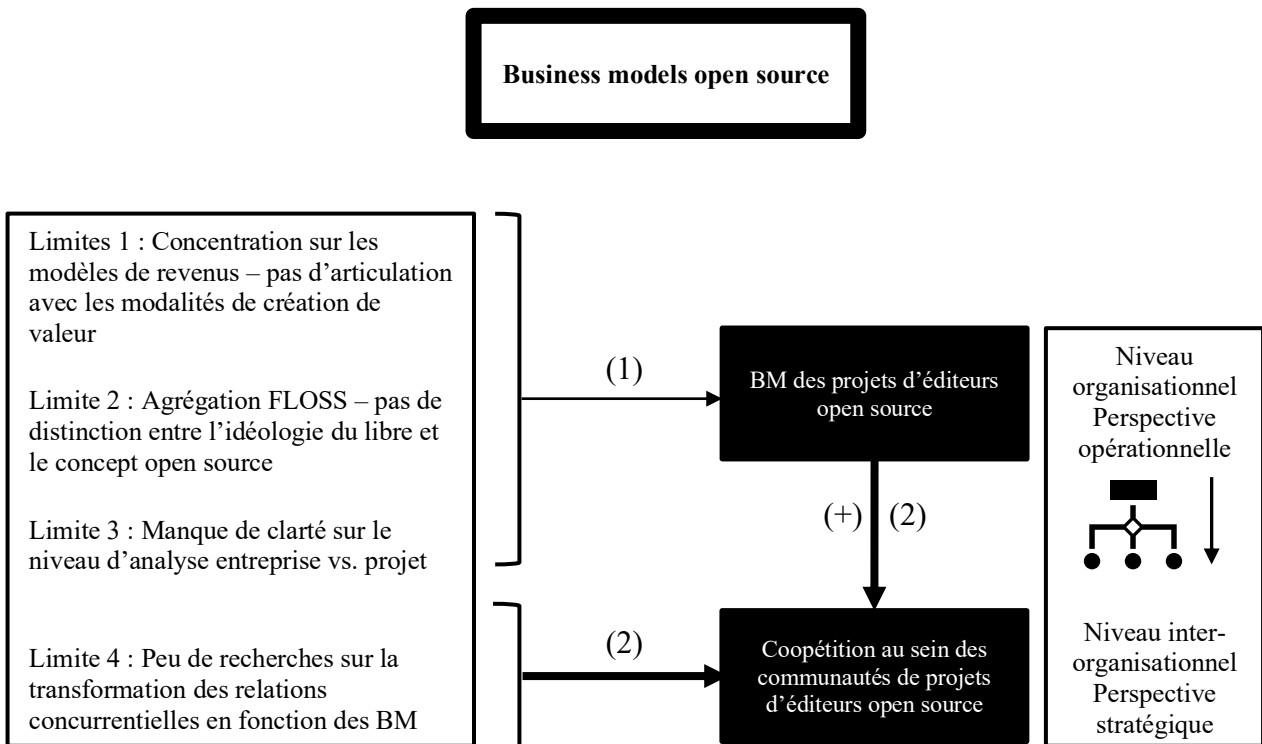 Business models open source
Limites 1 : Concentration sur les
modèles de revenus – pas d’articulation
avec les modalités de création de
valeur
Limite 2 : Agrégation FLOSS – pas de
distinction entre l’idéologie du libre et
le concept open source
Limite 3 : Manque de clarté sur le
niveau d’analyse entreprise vs. projet
Limite 4 : Peu de recherches sur la
transformation des relations
concurrentielles en fonction des BM
(1)
(2)
BM des projets d’éditeurs
open source
(+) (2)
Coopétition au sein des
communautés de projets
d’éditeurs open source
Niveau
organisationnel
Perspective
opérationnelle
Niveau inter-
organisationnel
Perspective
stratégique